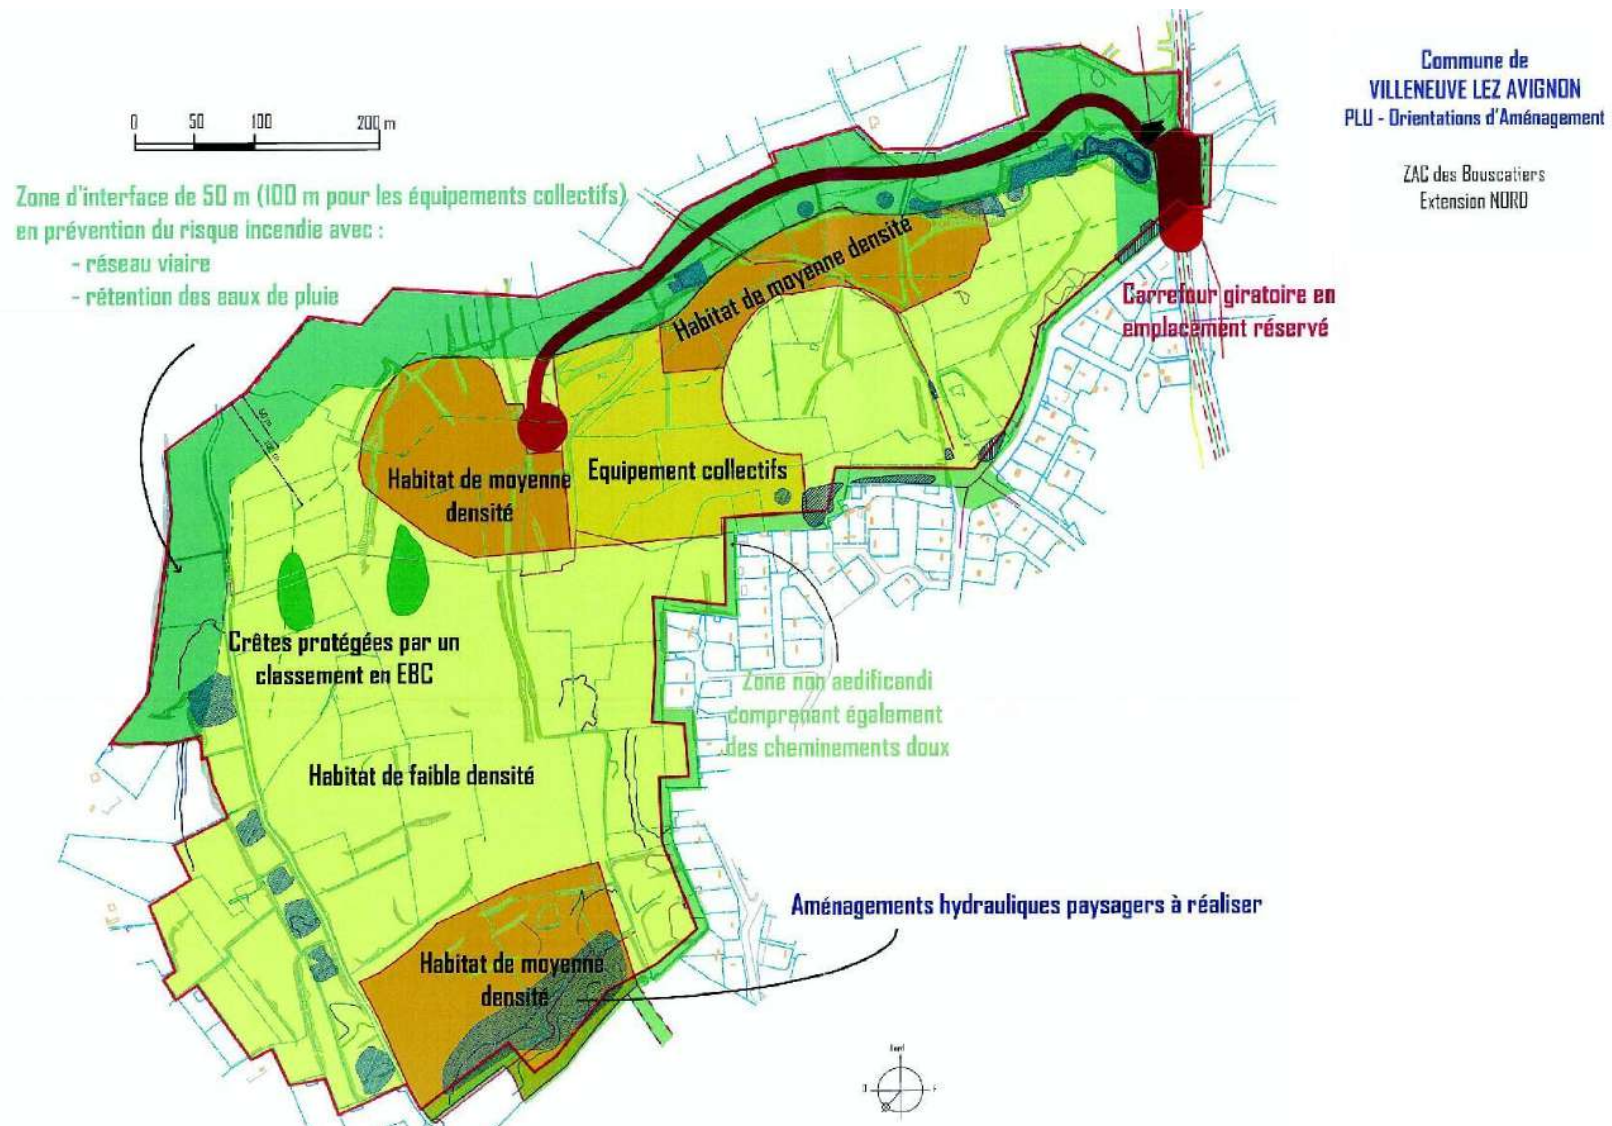 Commune de
VILLENEUVE LEZ AVIGNON
PLU - Orientations d'Aménagement
ZAC des Bouscatiers
Extension NORD
0 50 100 200 m
Zone d'interface de 50 m (100 m pour les équipements collectifs)
en prévention du risque incendie avec :
- réseau viaire
- rétention des eaux de pluie
Habitat de moyenne densité
Carrefour giratoire en
emplacement réservé
50 m
100 m
Habitat de moyenne
densité
Equipement collectifs
Crêtes protégées par un
classement en EBC
Zone non aedificandi
comprenant également
des cheminements doux
Habitat de faible densité
Aménagements hydrauliques paysagers à réaliser
Habitat de moyenne
densité
Nord
O E